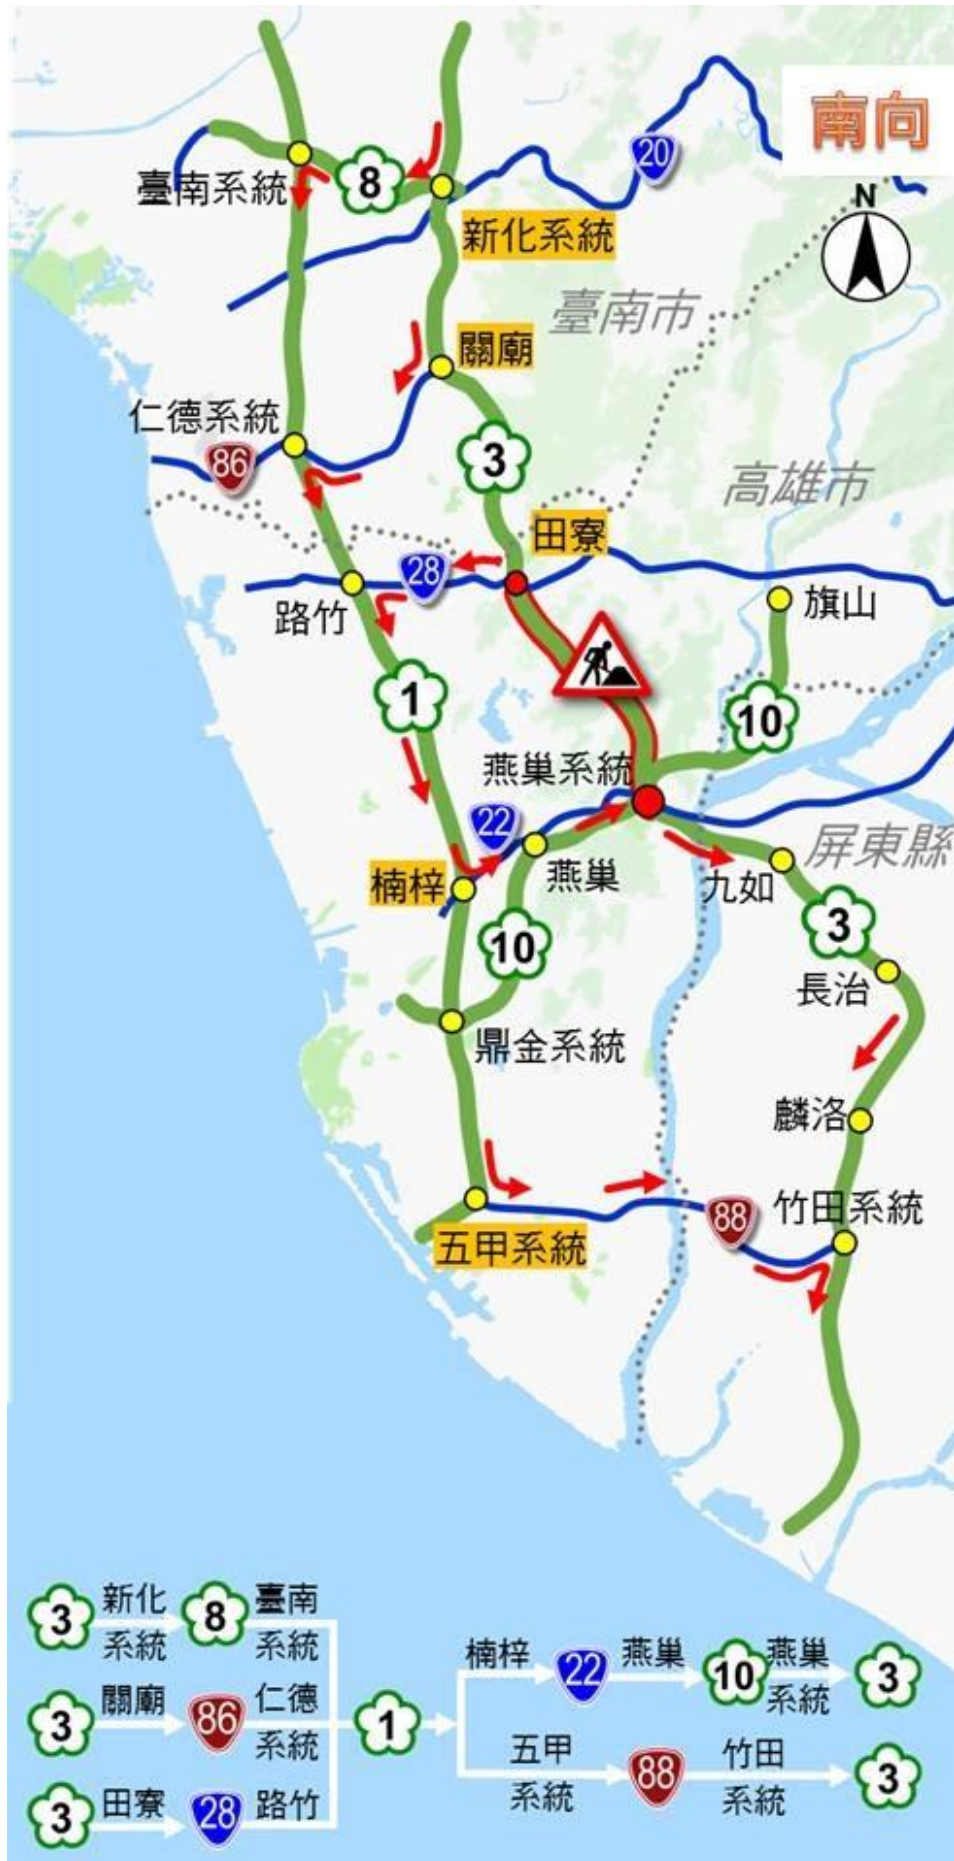 南向
N
20
臺南系統
8
新化系統
臺南市
關廟
仁德系統
86
3
高雄市
田寮
28
路竹
旗山
1
10
燕巢系統
22
屏東縣
楠梓
燕巢
九如
10
3
長治
鼎金系統
麟洛
竹田系統
88
五甲系統
3 新化系統 8 臺南系統
3 關廟 86 仁德系統
3 田寮 28 路竹
1
楠梓 22 燕巢 10 燕巢系統 3
五甲系統 88 竹田系統 3